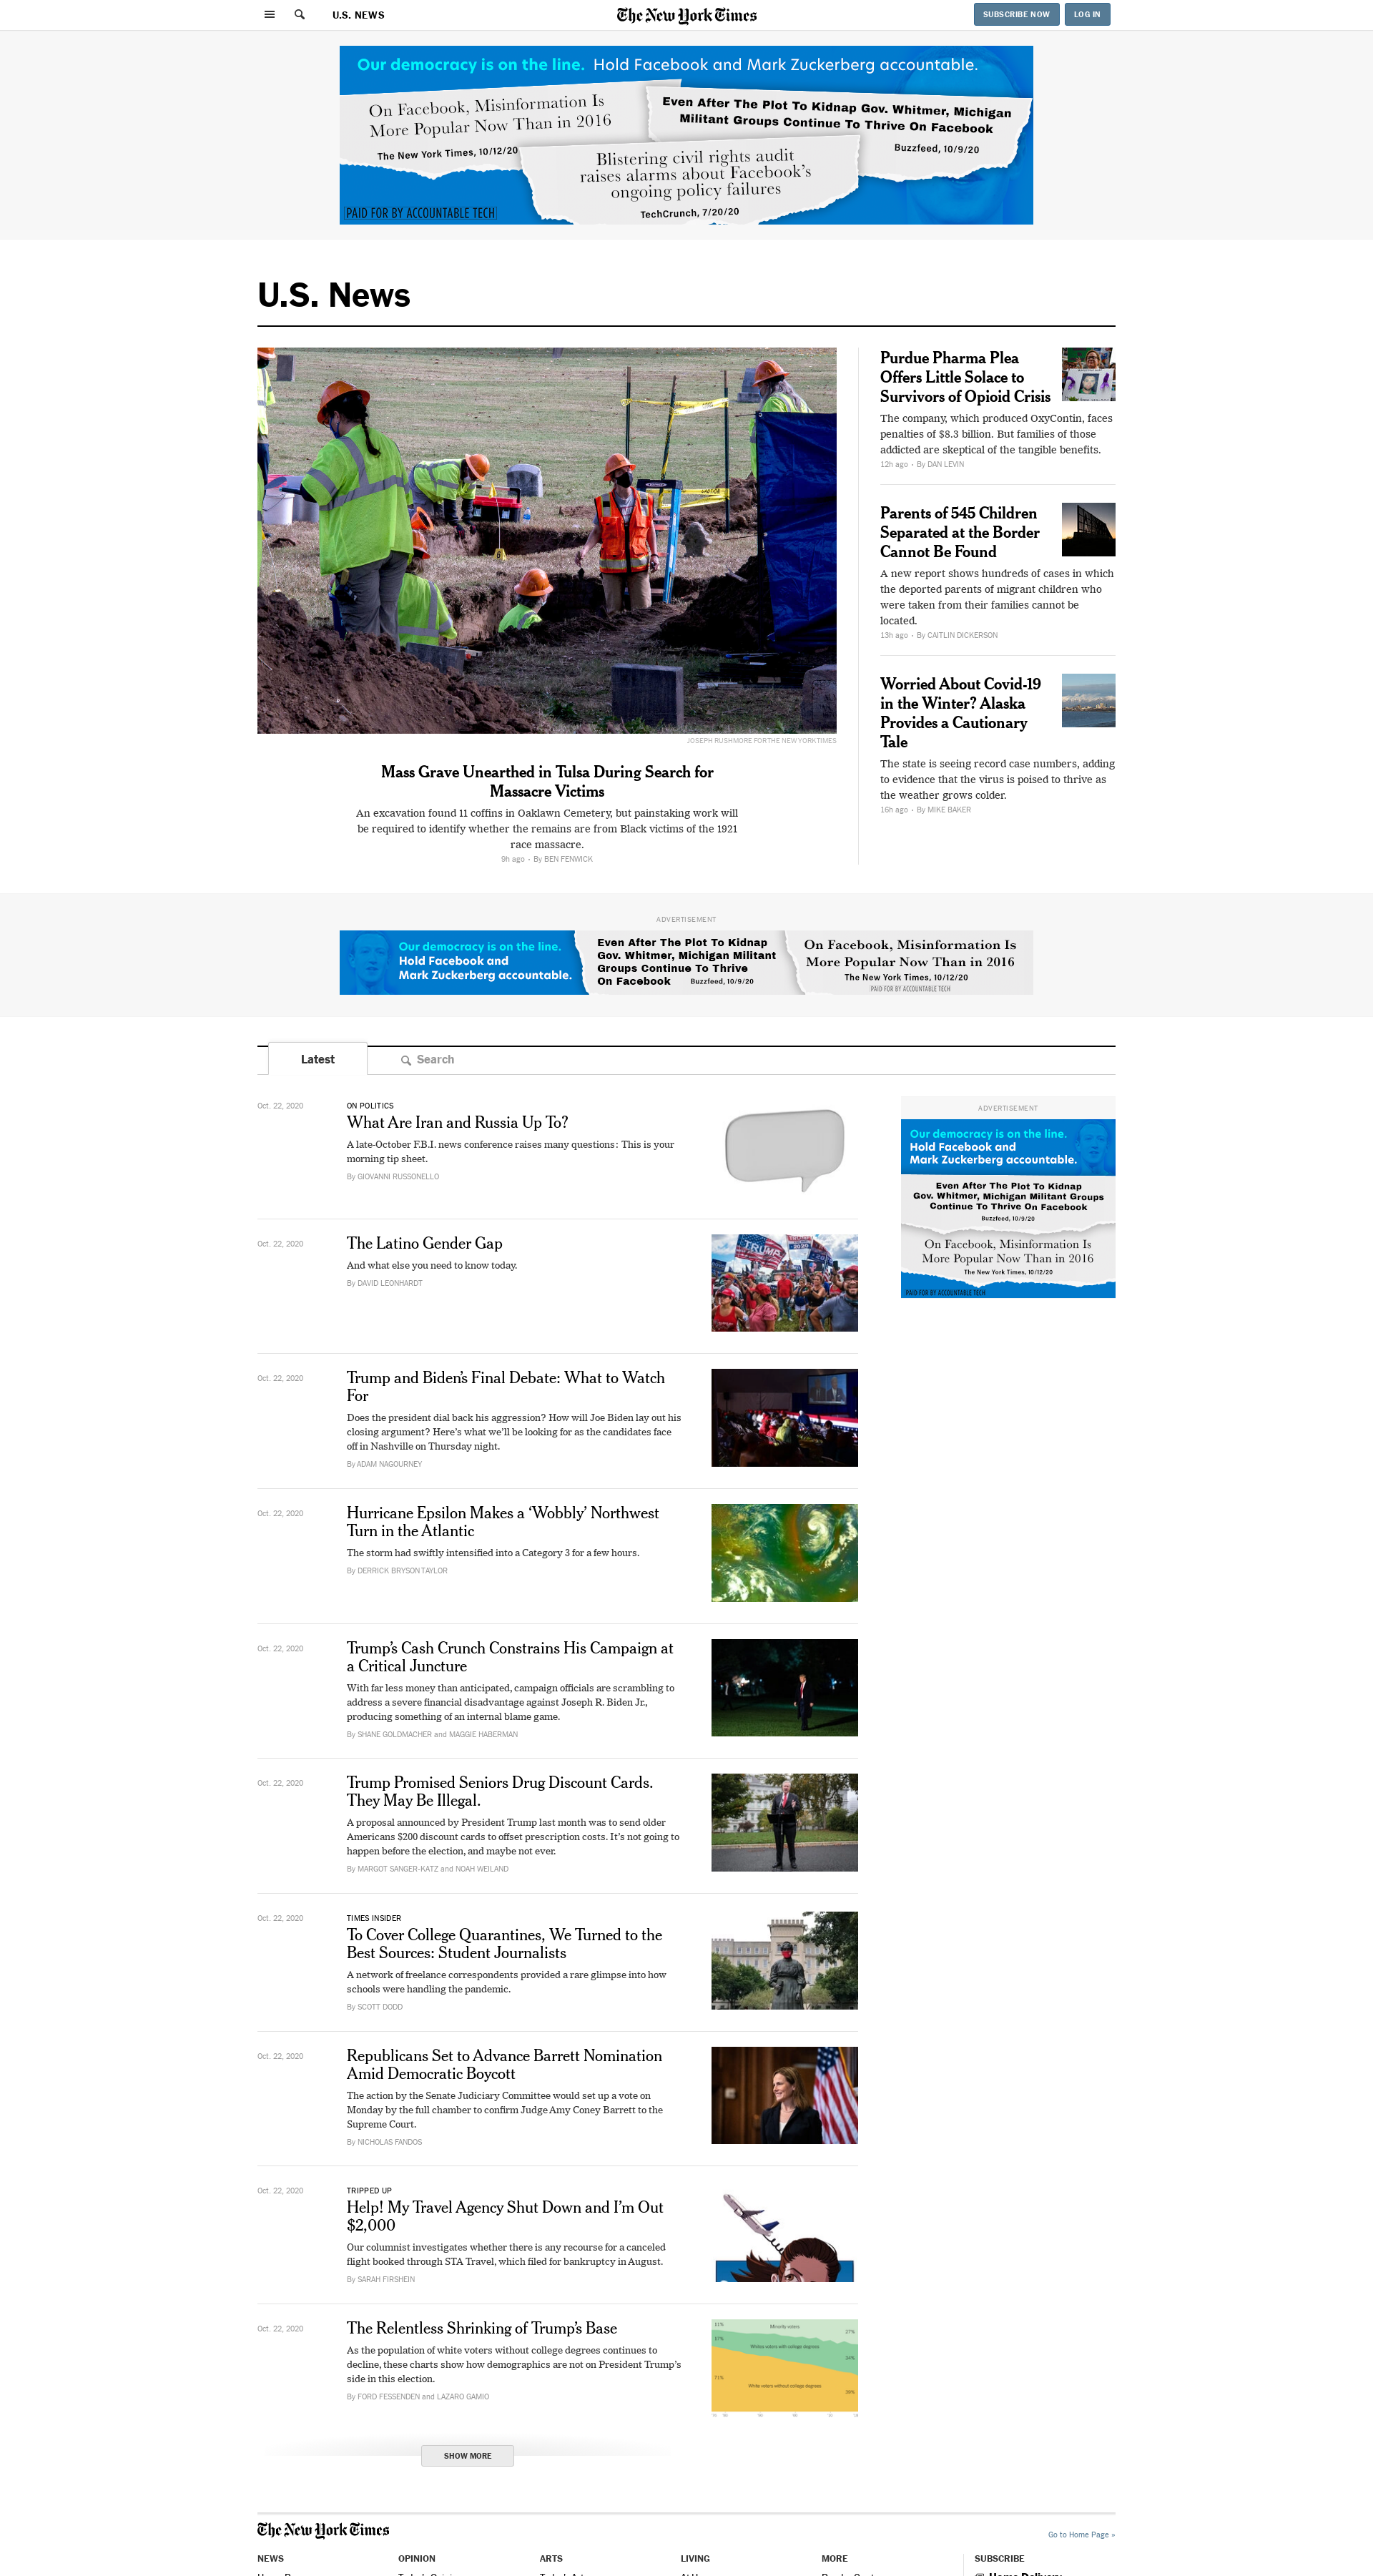 U.S. NEWS
The New York Times
SUBSCRIBE NOW
LOG IN
Our democracy is on the line. Hold Facebook and Mark Zuckerberg accountable.
On Facebook, Misinformation Is
More Popular Now Than in 2016
The New York Times, 10/12/20
Even After The Plot To Kidnap Gov. Whitmer, Michigan
Militant Groups Continue To Thrive On Facebook
Buzzfeed, 10/9/20
Blistering civil rights audit
raises alarms about Facebook's
ongoing policy failures
TechCrunch, 7/20/20
PAID FOR BY ACCOUNTABLE TECH
U.S. News
JOSEPH RUSHMORE FOR THE NEW YORK TIMES
Mass Grave Unearthed in Tulsa During Search for
Massacre Victims
An excavation found 11 coffins in Oaklawn Cemetery, but painstaking work will
be required to identify whether the remains are from Black victims of the 1921
race massacre.
9h ago • By BEN FENWICK
Purdue Pharma Plea
Offers Little Solace to
Survivors of Opioid Crisis
The company, which produced OxyContin, faces
penalties of $8.3 billion. But families of those
addicted are skeptical of the tangible benefits.
12h ago • By DAN LEVIN
Parents of 545 Children
Separated at the Border
Cannot Be Found
A new report shows hundreds of cases in which
the deported parents of migrant children who
were taken from their families cannot be
located.
13h ago • By CAITLIN DICKERSON
Worried About Covid-19
in the Winter? Alaska
Provides a Cautionary
Tale
The state is seeing record case numbers, adding
to evidence that the virus is poised to thrive as
the weather grows colder.
16h ago • By MIKE BAKER
ADVERTISEMENT
Our democracy is on the line.
Hold Facebook and
Mark Zuckerberg accountable.
Even After The Plot To Kidnap
Gov. Whitmer, Michigan Militant
Groups Continue To Thrive
On Facebook Buzzfeed, 10/9/20
On Facebook, Misinformation Is
More Popular Now Than in 2016
The New York Times, 10/12/20
PAID FOR BY ACCOUNTABLE TECH
Latest
Search
Oct. 22, 2020
ON POLITICS
What Are Iran and Russia Up To?
A late-October F.B.I. news conference raises many questions: This is your
morning tip sheet.
By GIOVANNI RUSSONELLO
ADVERTISEMENT
Our democracy is on the line.
Hold Facebook and
Mark Zuckerberg accountable.
Even After The Plot To Kidnap
Gov. Whitmer, Michigan Militant Groups
Continue To Thrive On Facebook
Buzzfeed, 10/9/20
On Facebook, Misinformation Is
More Popular Now Than in 2016
The New York Times, 10/12/20
PAID FOR BY ACCOUNTABLE TECH
Oct. 22, 2020
The Latino Gender Gap
And what else you need to know today.
By DAVID LEONHARDT
TRUMP
Oct. 22, 2020
Trump and Biden's Final Debate: What to Watch
For
Does the president dial back his aggression? How will Joe Biden lay out his
closing argument? Here's what we'll be looking for as the candidates face
off in Nashville on Thursday night.
By ADAM NAGOURNEY
Oct. 22, 2020
Hurricane Epsilon Makes a 'Wobbly' Northwest
Turn in the Atlantic
The storm had swiftly intensified into a Category 3 for a few hours.
By DERRICK BRYSON TAYLOR
Oct. 22, 2020
Trump's Cash Crunch Constrains His Campaign at
a Critical Juncture
With far less money than anticipated, campaign officials are scrambling to
address a severe financial disadvantage against Joseph R. Biden Jr.,
producing something of an internal blame game.
By SHANE GOLDMACHER and MAGGIE HABERMAN
Oct. 22, 2020
Trump Promised Seniors Drug Discount Cards.
They May Be Illegal.
A proposal announced by President Trump last month was to send older
Americans $200 discount cards to offset prescription costs. It's not going to
happen before the election, and maybe not ever.
By MARGOT SANGER-KATZ and NOAH WEILAND
Oct. 22, 2020
TIMES INSIDER
To Cover College Quarantines, We Turned to the
Best Sources: Student Journalists
A network of freelance correspondents provided a rare glimpse into how
schools were handling the pandemic.
By SCOTT DODD
Oct. 22, 2020
Republicans Set to Advance Barrett Nomination
Amid Democratic Boycott
The action by the Senate Judiciary Committee would set up a vote on
Monday by the full chamber to confirm Judge Amy Coney Barrett to the
Supreme Court.
By NICHOLAS FANDOS
Oct. 22, 2020
TRIPPED UP
Help! My Travel Agency Shut Down and I'm Out
$2,000
Our columnist investigates whether there is any recourse for a canceled
flight booked through STA Travel, which filed for bankruptcy in August.
By SARAH FIRSHEIN
Oct. 22, 2020
The Relentless Shrinking of Trump's Base
As the population of white voters without college degrees continues to
decline, these charts show how demographics are not on President Trump's
side in this election.
By FORD FESSENDEN and LAZARO GAMIO
Minority voters
Whites voters with college degrees
White voters without college degrees
SHOW MORE
The New York Times
Go to Home Page »
NEWS
OPINION
ARTS
LIVING
MORE
SUBSCRIBE